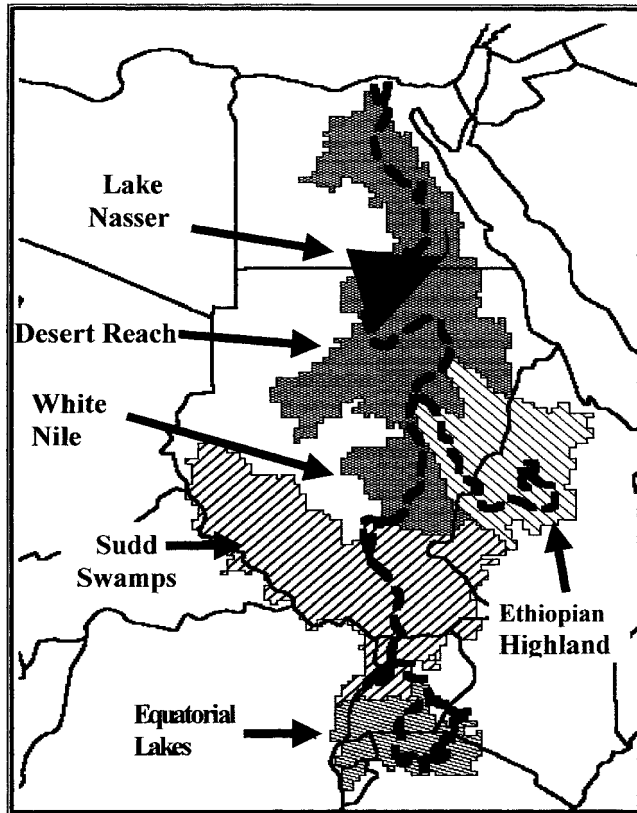 Lake
Nasser
Desert Reach
White
Nile
Sudd
Swamps
Ethiopian
Highland
Equatorial
Lakes